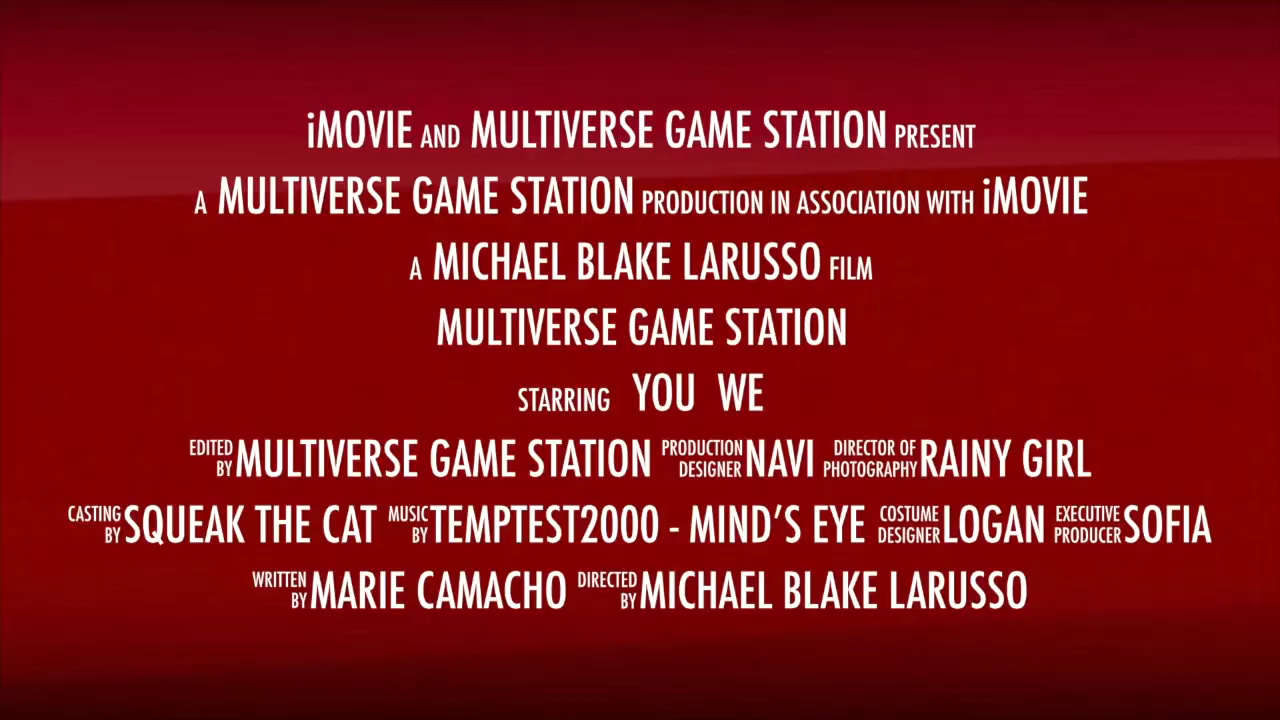 iMOVIE AND MULTIVERSE GAME STATION PRESENT
A MULTIVERSE GAME STATION PRODUCTION IN ASSOCIATION WITH iMOVIE
A MICHAEL BLAKE LARUSSO FILM
MULTIVERSE GAME STATION
STARRING YOU WE
EDITED BY MULTIVERSE GAME STATION PRODUCTION DESIGNER NAVI DIRECTOR OF PHOTOGRAPHY RAINY GIRL
CASTING BY SQUEAK THE CAT MUSIC BY TEMPTEST2000 - MIND'S EYE COSTUME DESIGNER LOGAN EXECUTIVE PRODUCER SOFIA
WRITTEN BY MARIE CAMACHO DIRECTED BY MICHAEL BLAKE LARUSSO